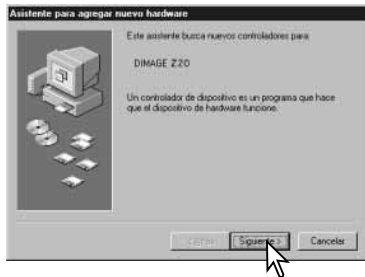 Asistente para agregar nuevo hardware
Este asistente busca nuevos controladores para:
DIMAGE Z20
Un controlador de dispositivo es un programa que hace
que el dispositivo de hardware funcione.
< Atrás Siguiente > Cancelar